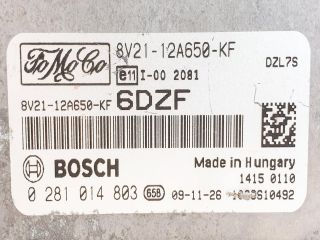 FoMoCo 8V21-12A650-KF DZL7S
e11 I-00 2081
8V21-12A650-KF 6DZF
BOSCH Made in Hungary
1415 0110
0 281 014 803 658 09-11-26